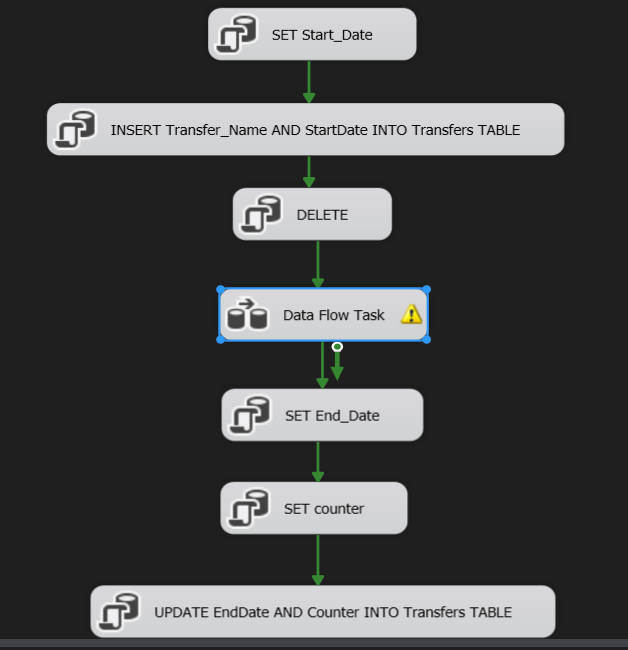 SET Start_Date
INSERT Transfer_Name AND StartDate INTO Transfers TABLE
DELETE
Data Flow Task
SET End_Date
SET counter
UPDATE EndDate AND Counter INTO Transfers TABLE